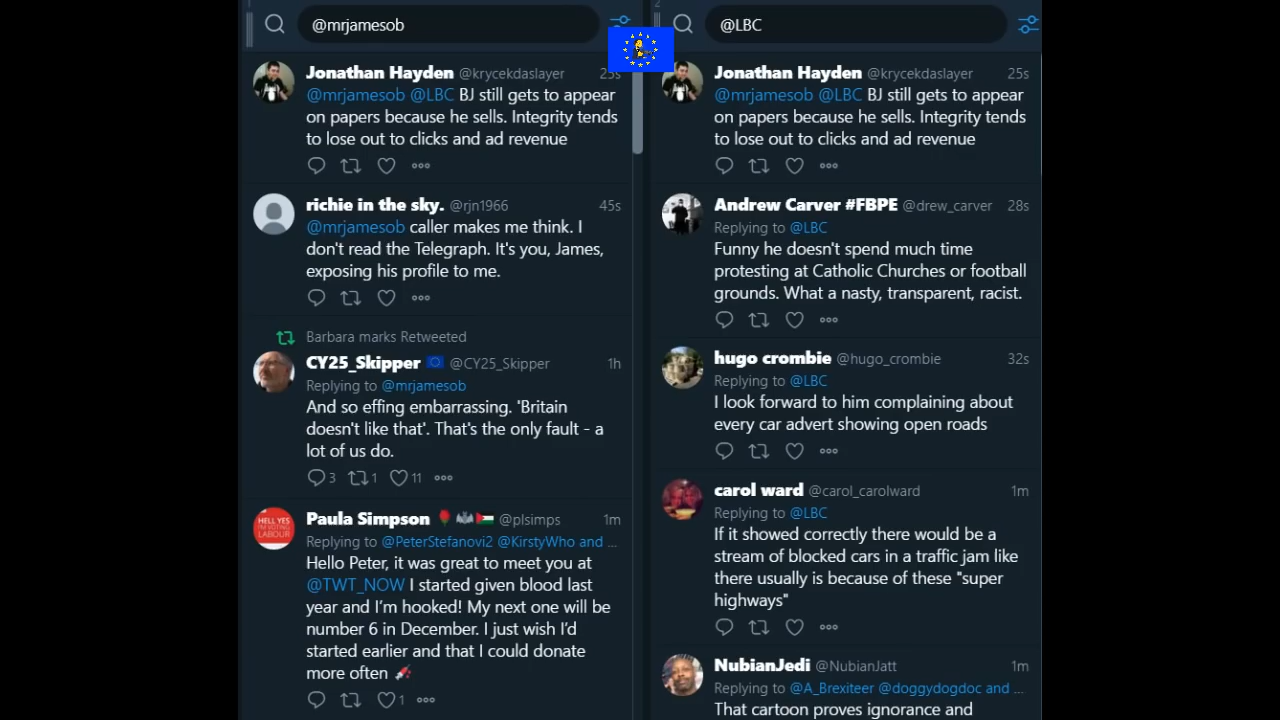 @mrjamesob
Jonathan Hayden @krycekdaslayer 25s
@mrjamesob @LBC BJ still gets to appear
on papers because he sells. Integrity tends
to lose out to clicks and ad revenue
richie in the sky. @rjn1966 45s
@mrjamesob caller makes me think. I
don't read the Telegraph. It's you, James,
exposing his profile to me.
Barbara marks Retweeted
CY25_Skipper @CY25_Skipper 1h
Replying to @mrjamesob
And so effing embarrassing. 'Britain
doesn't like that'. That's the only fault - a
lot of us do.
3 1 11
HELL YES
I'M VOTING
LABOUR
Paula Simpson @plsimps 1m
Replying to @PeterStefanovi2 @KirstyWho and ...
Hello Peter, it was great to meet you at
@TWT_NOW I started given blood last
year and I'm hooked! My next one will be
number 6 in December. I just wish I'd
started earlier and that I could donate
more often
1
2
@LBC
Jonathan Hayden @krycekdaslayer 25s
@mrjamesob @LBC BJ still gets to appear
on papers because he sells. Integrity tends
to lose out to clicks and ad revenue
Andrew Carver #FBPE @drew_carver 28s
Replying to @LBC
Funny he doesn't spend much time
protesting at Catholic Churches or football
grounds. What a nasty, transparent, racist.
hugo crombie @hugo_crombie 32s
Replying to @LBC
I look forward to him complaining about
every car advert showing open roads
carol ward @carol_carolward 1m
Replying to @LBC
If it showed correctly there would be a
stream of blocked cars in a traffic jam like
there usually is because of these "super
highways"
NubianJedi @NubianJatt 1m
Replying to @A_Brexiteer @doggydogdoc and ...
That cartoon proves ignorance and